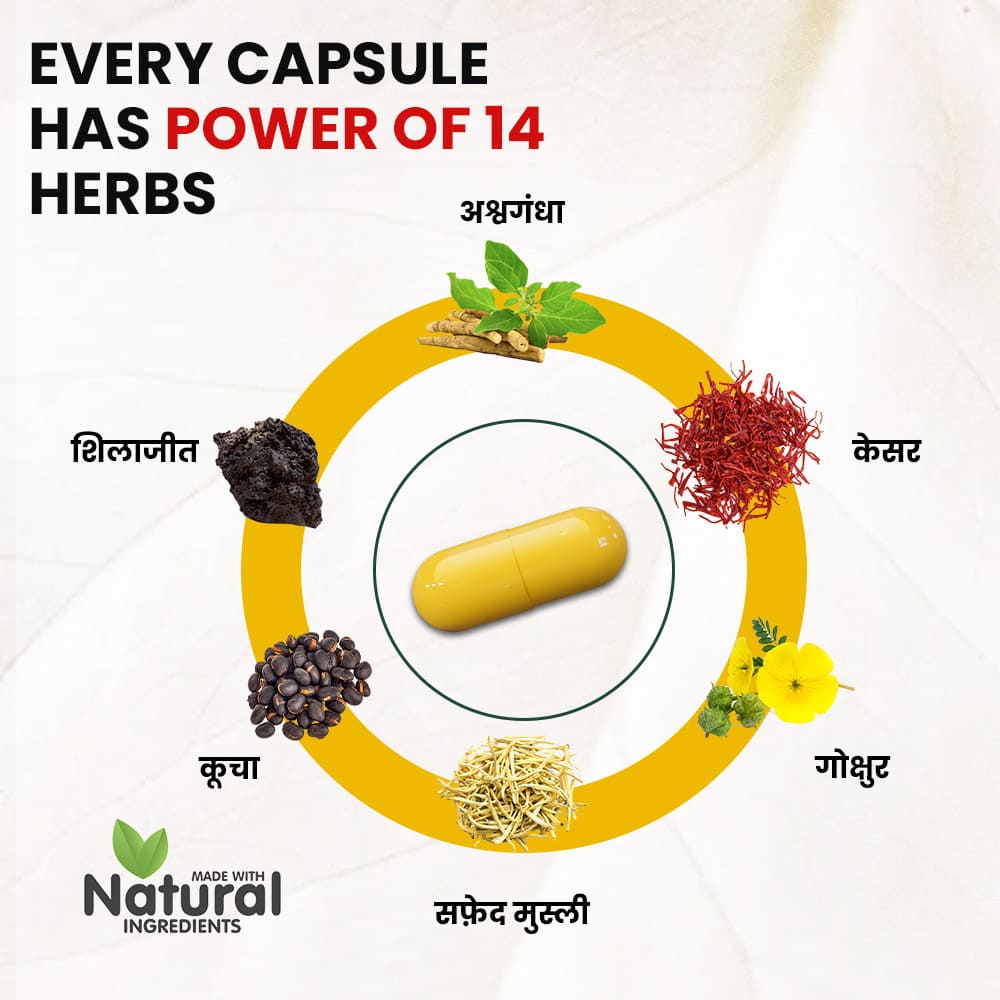 EVERY CAPSULE
HAS POWER OF 14
HERBS
अश्वगंधा
शिलाजीत
केसर
कूचा
गोक्षुर
सफ़ेद मुस्ली
MADE WITH
Natural
INGREDIENTS